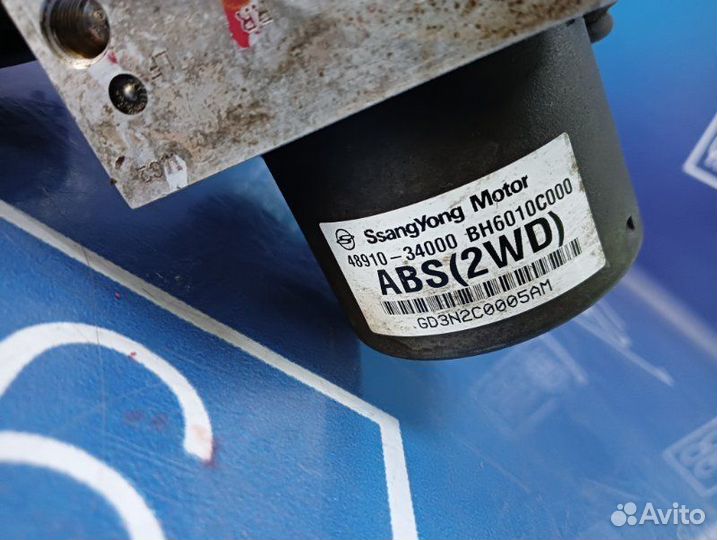 SsangYong Motor
48910-34000 BH6010C000
ABS(2WD)
GD3N2C0005AM
Avito